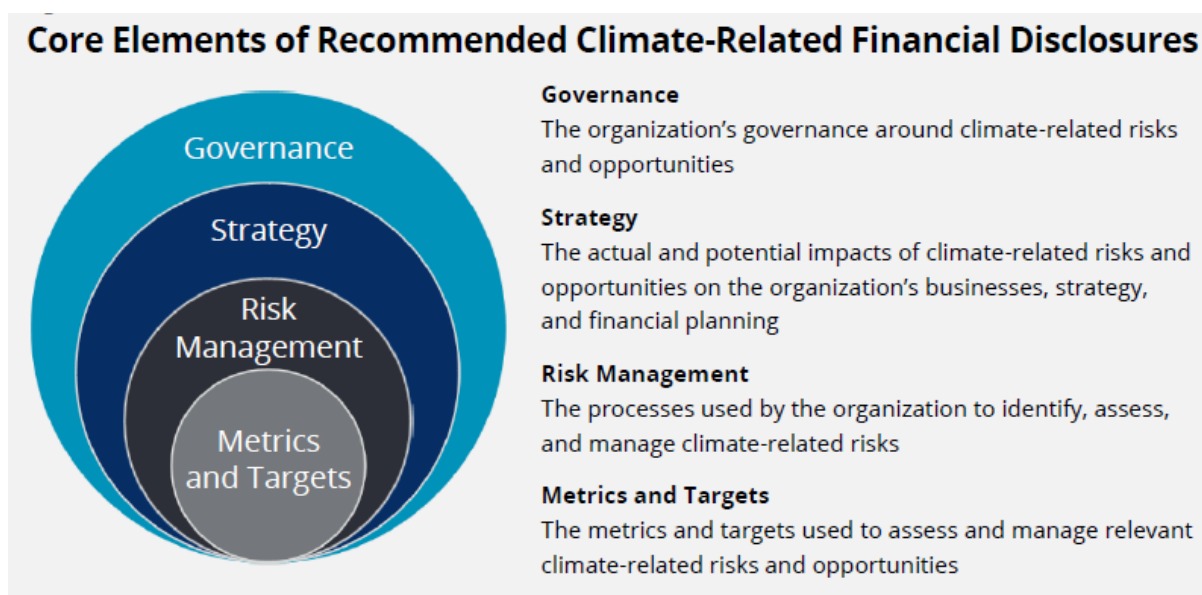 Core Elements of Recommended Climate-Related Financial Disclosures
Governance
Strategy
Risk
Management
Metrics
and Targets
Governance
The organization’s governance around climate-related risks
and opportunities
Strategy
The actual and potential impacts of climate-related risks and
opportunities on the organization’s businesses, strategy,
and financial planning
Risk Management
The processes used by the organization to identify, assess,
and manage climate-related risks
Metrics and Targets
The metrics and targets used to assess and manage relevant
climate-related risks and opportunities